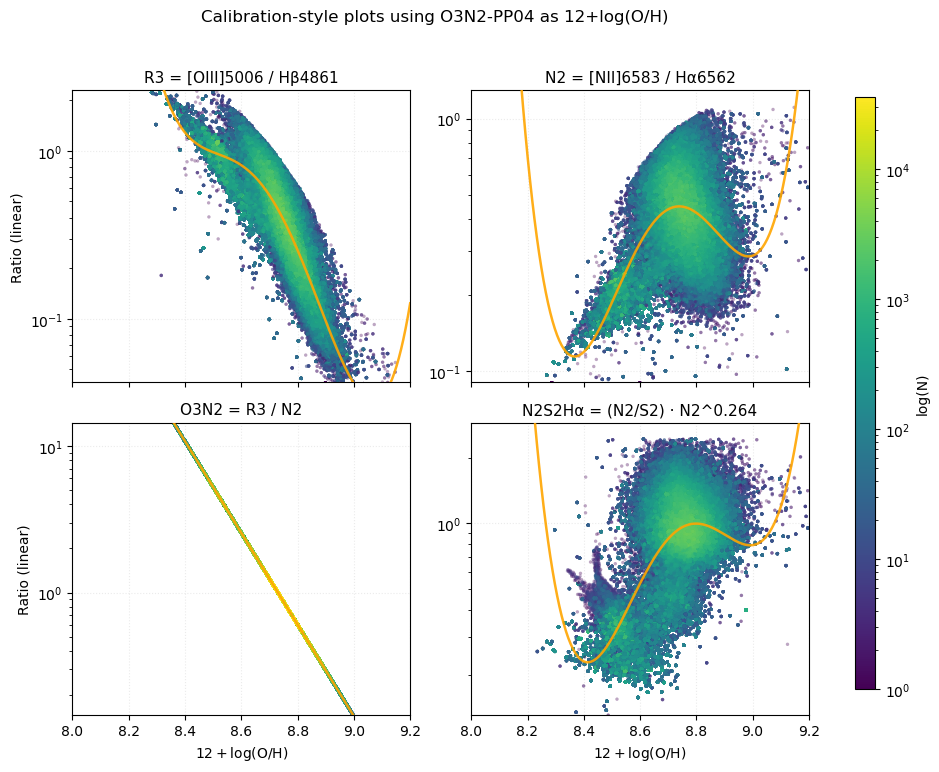 Calibration-style plots using O3N2-PP04 as 12+log(O/H)
R3 = [OIII]5006 / Hβ4861
N2 = [NII]6583 / Hα6562
Ratio (linear)
10⁰
10⁻¹
10⁰
10⁻¹
O3N2 = R3 / N2
N2S2Hα = (N2/S2) · N2^0.264
Ratio (linear)
10¹
10⁰
10⁰
8.0 8.2 8.4 8.6 8.8 9.0 9.2
8.0 8.2 8.4 8.6 8.8 9.0 9.2
12 + log(O/H)
12 + log(O/H)
10⁴
10³
10²
10¹
10⁰
log(N)